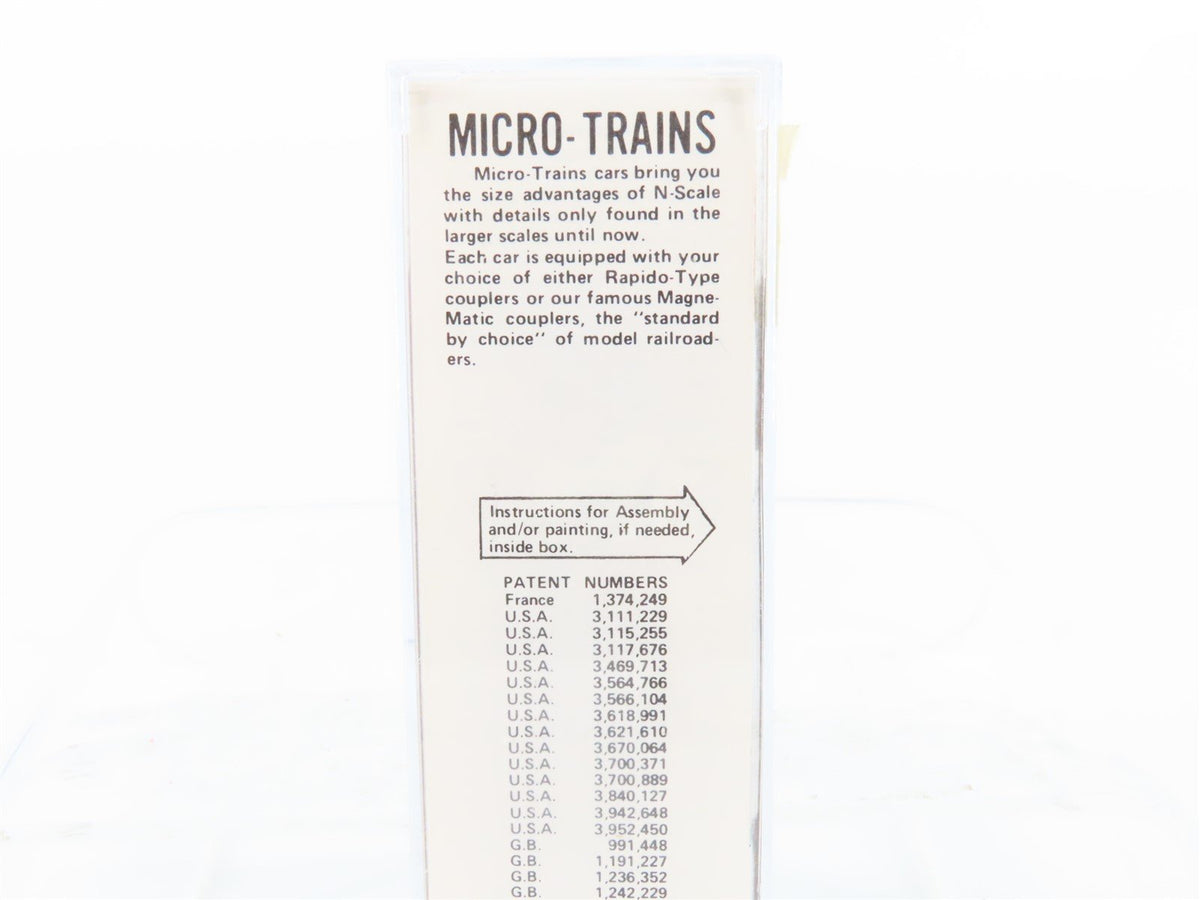 MICRO-TRAINS
Micro-Trains cars bring you
the size advantages of N-Scale
with details only found in the
larger scales until now.
Each car is equipped with your
choice of either Rapido-Type
couplers or our famous Magne-
Matic couplers, the "standard
by choice" of model railroad-
ers.
Instructions for Assembly
and/or painting, if needed,
inside box.
PATENT NUMBERS
France 1,374,249
U.S.A. 3,111,229
U.S.A. 3,115,255
U.S.A. 3,117,676
U.S.A. 3,469,713
U.S.A. 3,564,766
U.S.A. 3,566,104
U.S.A. 3,618,991
U.S.A. 3,621,610
U.S.A. 3,670,064
U.S.A. 3,700,371
U.S.A. 3,700,889
U.S.A. 3,840,127
U.S.A. 3,942,648
U.S.A. 3,952,450
G.B. 991,448
G.B. 1,191,227
G.B. 1,236,352
G.B. 1,242,229